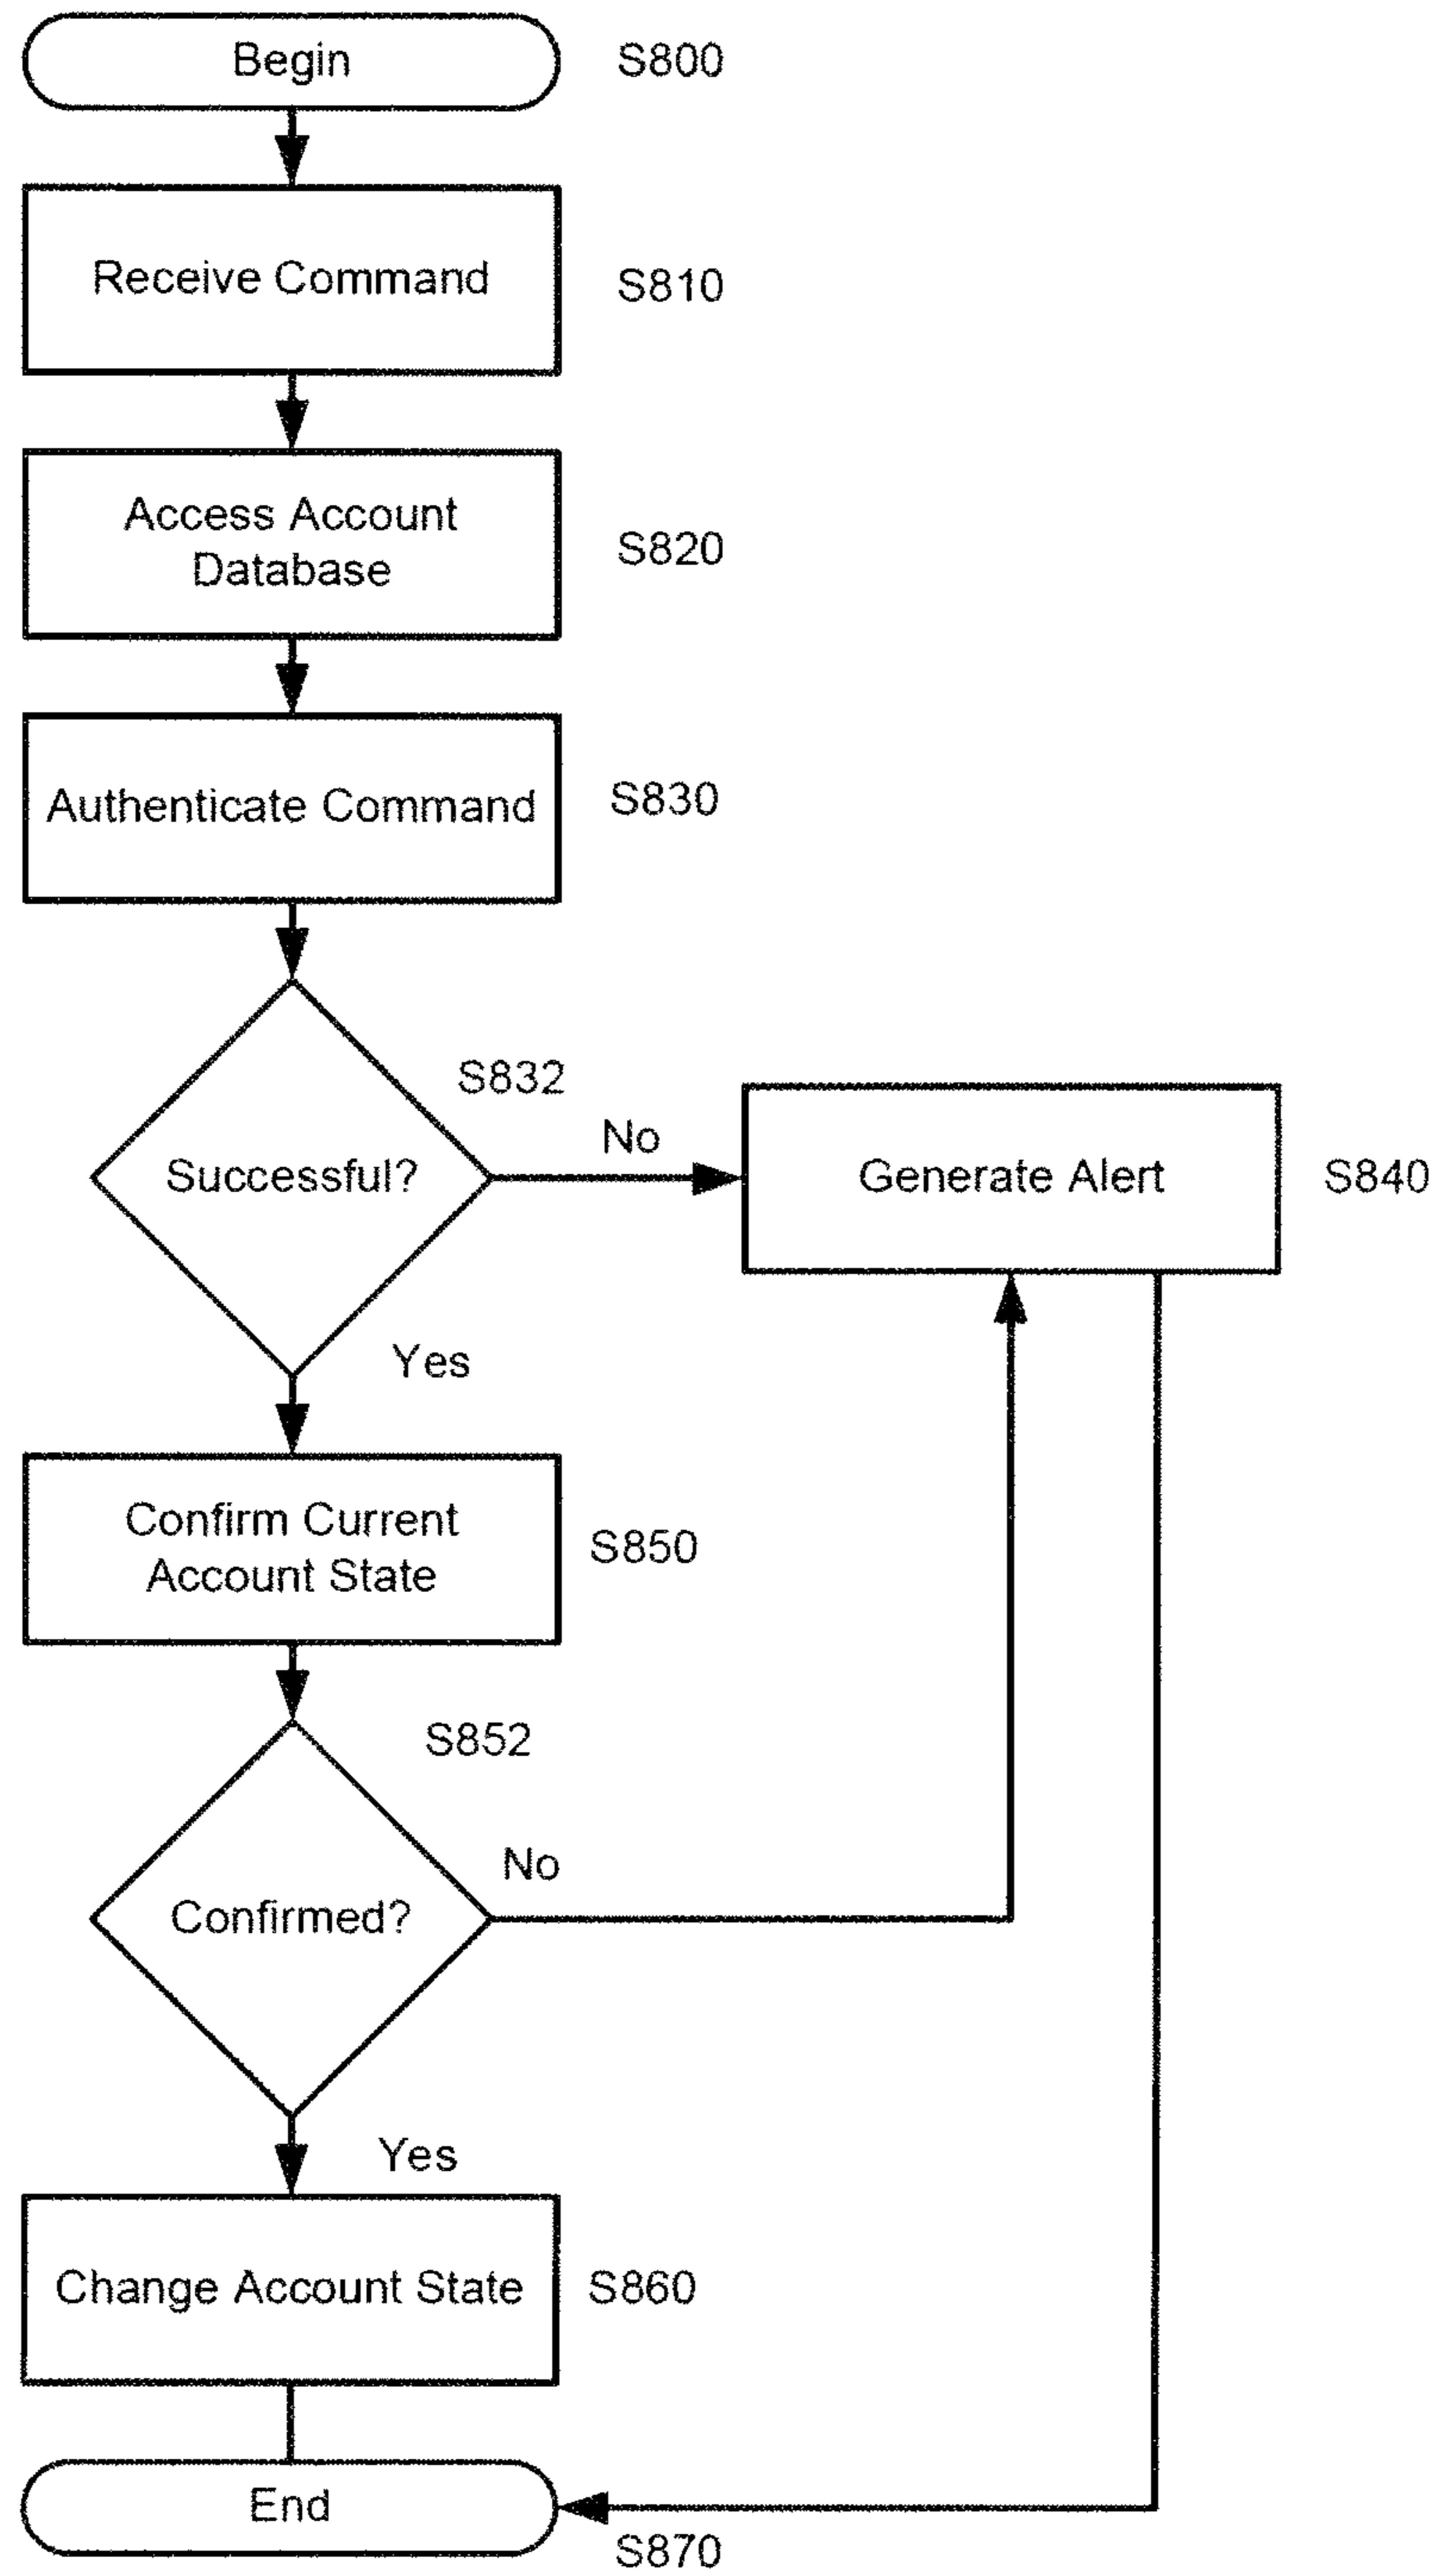 Begin
S800
Receive Command
S810
Access Account
Database
S820
Authenticate Command
S830
S832
Successful?
No
Generate Alert
S840
Yes
Confirm Current
Account State
S850
S852
No
Confirmed?
Yes
Change Account State
S860
End
S870